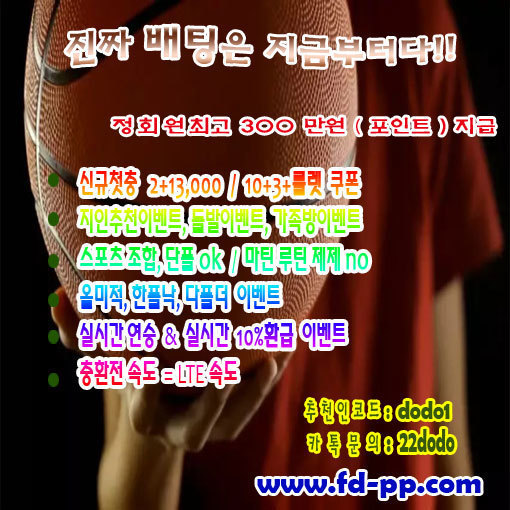 진짜 배팅은 지금부터다!!
정회원최고 300 만원 ( 포인트 ) 지급
신규첫충 2+13,000 / 10+3+룰렛 쿠폰
지인추천이벤트, 돌발이벤트, 가족방이벤트
스포츠조합, 단폴 ok / 마틴 루틴 제제 no
올미적, 한폴낙, 다폴더 이벤트
실시간 연승 & 실시간 10%환급 이벤트
충환전 속도 = LTE 속도
추천인코드 : dodo1
카 톡 문 의 : 22dodo
www.fd-pp.com